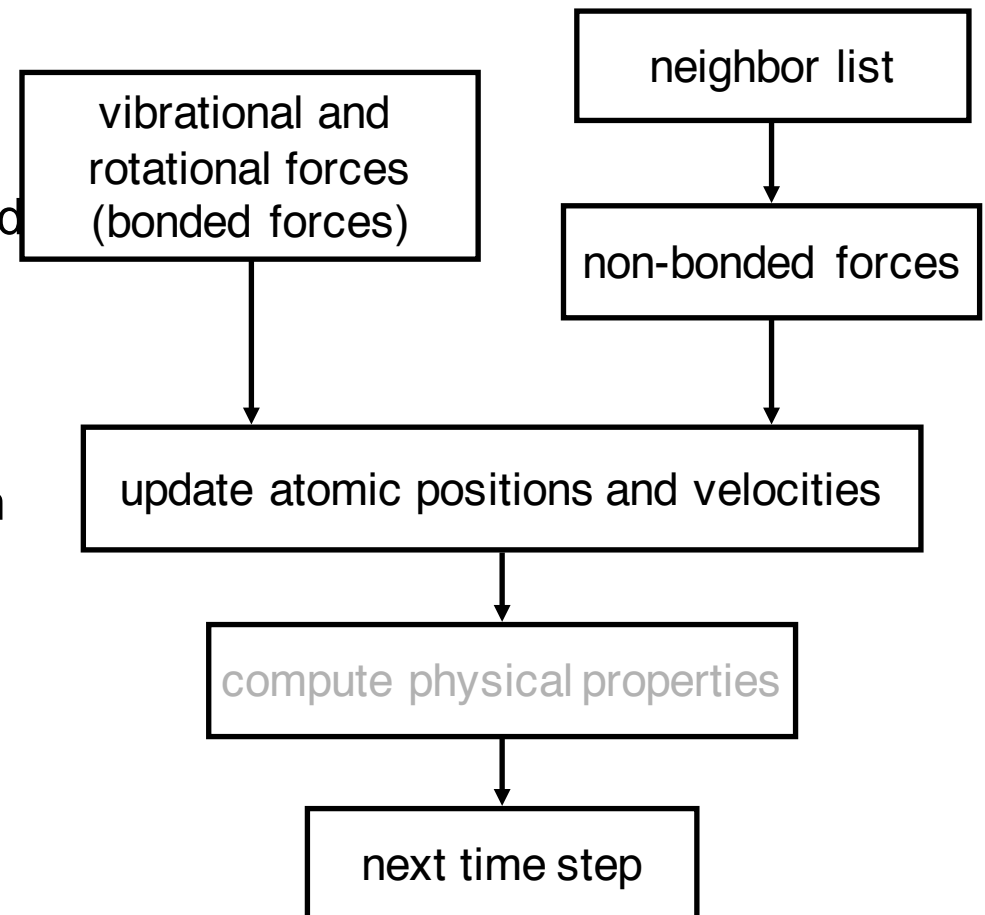 neighbor list
vibrational and
rotational forces
(bonded forces)
non-bonded forces
update atomic positions and velocities
compute physical properties
next time step